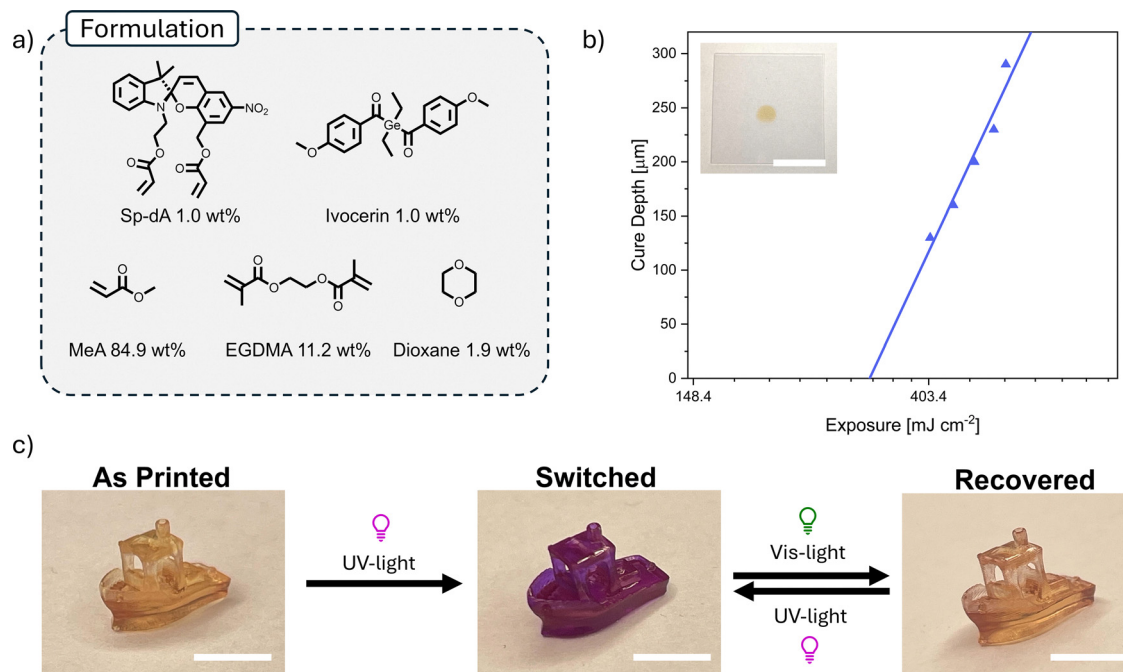 a)
Formulation
N
O
NO₂
O
O
O
O
O
O
Ge
O
O
Sp-dA 1.0 wt%
Ivocerin 1.0 wt%
O
O
O
O
O
O
O
O
MeA 84.9 wt%
EGDMA 11.2 wt%
Dioxane 1.9 wt%
b)
Cure Depth [μm]
300
250
200
150
100
50
0
148.4
403.4
Exposure [mJ cm⁻²]
c)
As Printed
Switched
Recovered
UV-light
Vis-light
UV-light